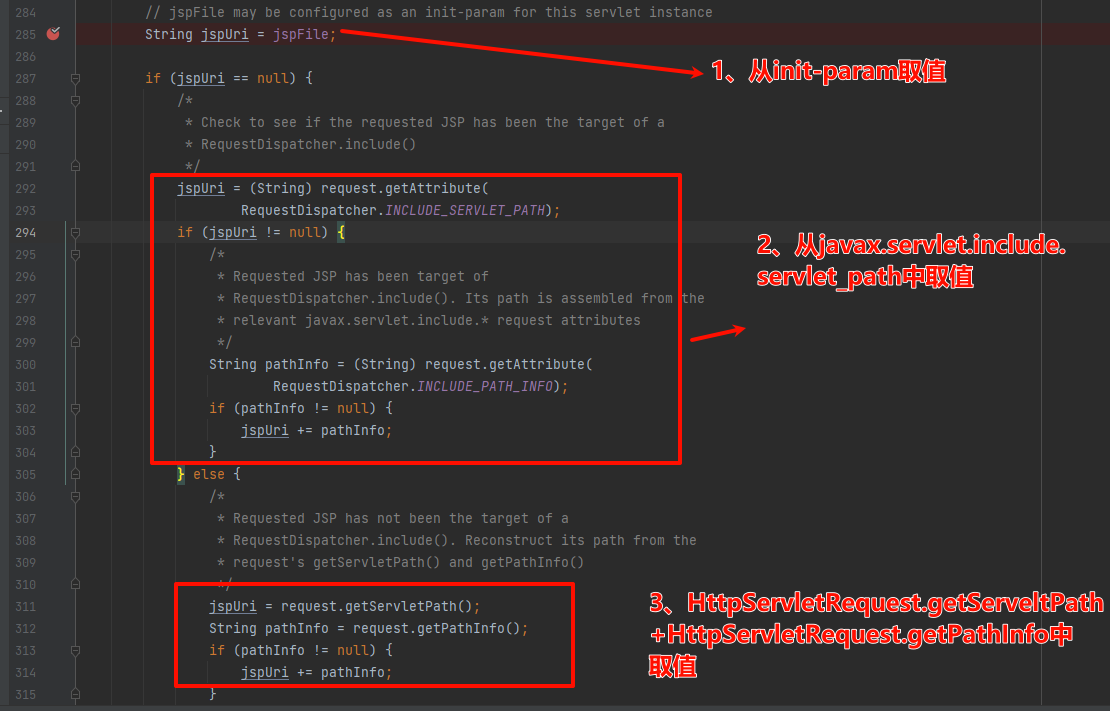 284 // jspFile may be configured as an init-param for this servlet instance
285 String jspUri = jspFile;
1、从init-param取值
286
287 if (jspUri == null) {
288 /*
289 * Check to see if the requested JSP has been the target of a
290 * RequestDispatcher.include()
291 */
292 jspUri = (String) request.getAttribute(
293 RequestDispatcher.INCLUDE_SERVLET_PATH);
294 if (jspUri != null) {
2、从javax.servlet.include.
servlet_path中取值
295 /*
296 * Requested JSP has been target of
297 * RequestDispatcher.include(). Its path is assembled from the
298 * relevant javax.servlet.include.* request attributes
299 */
300 String pathInfo = (String) request.getAttribute(
301 RequestDispatcher.INCLUDE_PATH_INFO);
302 if (pathInfo != null) {
303 jspUri += pathInfo;
304 }
305 } else {
306 /*
307 * Requested JSP has not been the target of a
308 * RequestDispatcher.include(). Reconstruct its path from the
309 * request's getServletPath() and getPathInfo()
310 */
311 jspUri = request.getServletPath();
312 String pathInfo = request.getPathInfo();
313 if (pathInfo != null) {
314 jspUri += pathInfo;
315 }
3、HttpServletRequest.getServeltPath
+HttpServletRequest.getPathInfo中
取值